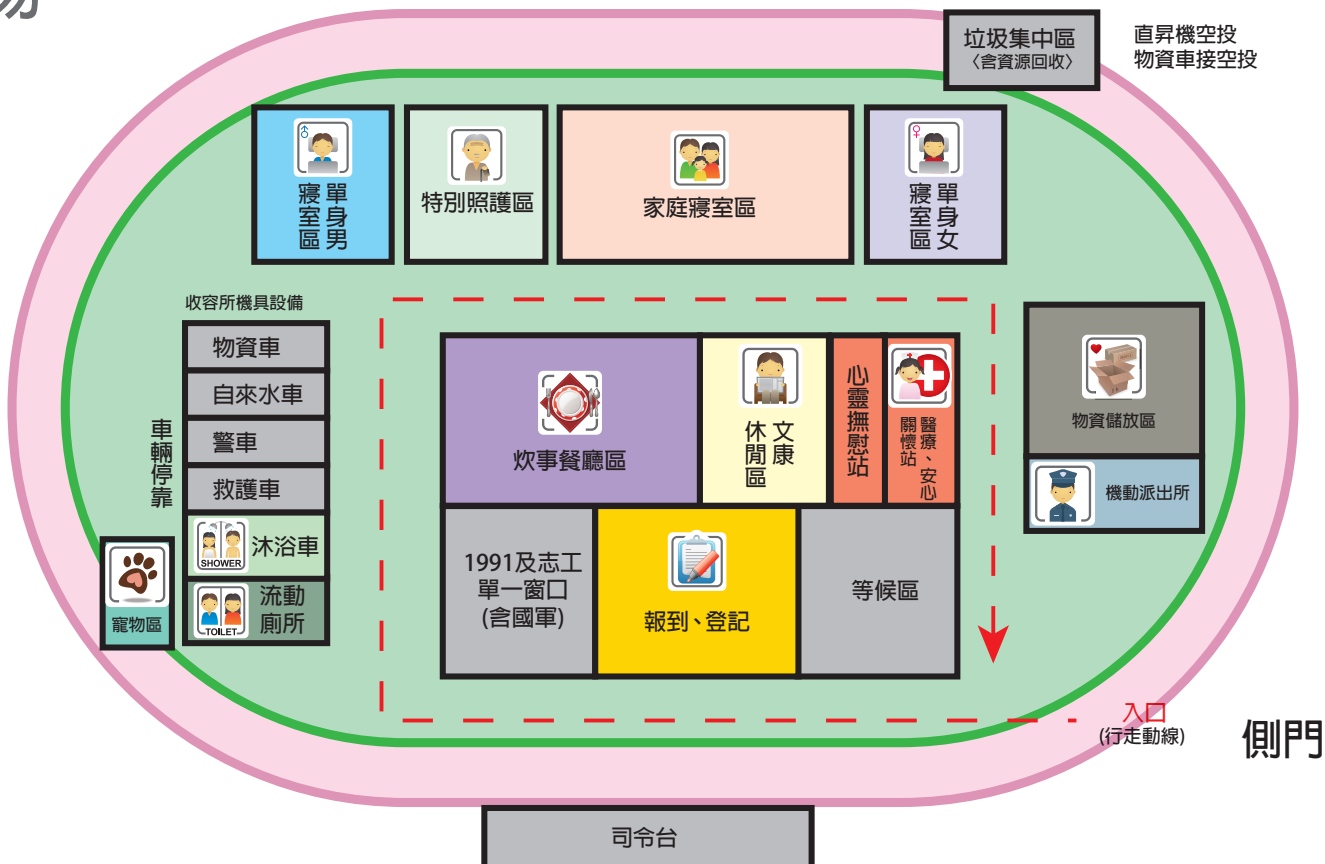 場
垃圾集中區
〈含資源回收〉
直昇機空投
物資車接空投
單身男
寢室區
特別照護區
家庭寢室區
單身女
寢室區
收容所機具設備
物資車
自來水車
警車
救護車
SHOWER
沐浴車
TOILET
流動
廁所
車輛停靠
寵物區
炊事餐廳區
文康
休閒區
心靈撫慰站
醫療、安心
關懷站
物資儲放區
機動派出所
1991及志工
單一窗口
(含國軍)
報到、登記
等候區
入口
(行走動線)
側門
司令台